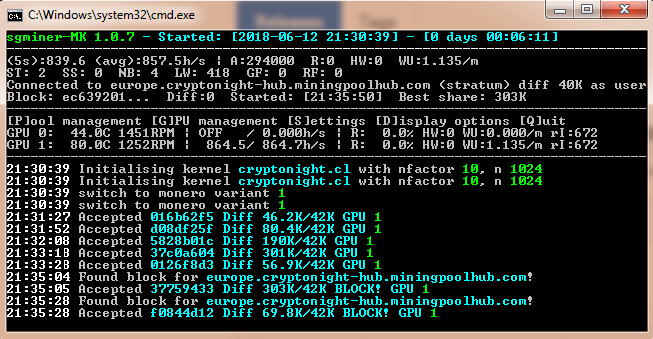 C:\Windows\system32\cmd.exe
sgminer-MK 1.0.7 - Started: [2018-06-12 21:30:39] - [0 days 00:06:11]
(5s):839.6 (avg):857.5h/s | A:294000 R:0 HW:0 WU:1.135/m
ST: 2 SS: 0 NB: 4 LW: 418 GF: 0 RF: 0
Connected to europe.cryptonight-hub.miningpoolhub.com (stratum) diff 40K as user
Block: ec639201... Diff:0 Started: [21:35:50] Best share: 303K
[P]ool management [G]PU management [S]ettings [D]isplay options [Q]uit
GPU 0: 44.0C 1451RPM | OFF / 0.000h/s | R: 0.0% HW:0 WU:0.000/m rI:672
GPU 1: 80.0C 1252RPM | 864.5/ 864.7h/s | R: 0.0% HW:0 WU:1.135/m rI:672
21:30:39 Initialising kernel cryptonight.cl with nfactor 10, n 1024
21:30:39 Initialising kernel cryptonight.cl with nfactor 10, n 1024
21:30:39 switch to monero variant 1
21:30:39 switch to monero variant 1
21:31:27 Accepted 016b62f5 Diff 46.2K/42K GPU 1
21:31:52 Accepted d08df25f Diff 80.4K/42K GPU 1
21:32:08 Accepted 5828b01c Diff 190K/42K GPU 1
21:33:18 Accepted 37c0a604 Diff 301K/42K GPU 1
21:33:28 Accepted 0126f8d3 Diff 56.9K/42K GPU 1
21:35:04 Found block for europe.cryptonight-hub.miningpoolhub.com!
21:35:05 Accepted 37759433 Diff 303K/42K BLOCK! GPU 1
21:35:28 Found block for europe.cryptonight-hub.miningpoolhub.com!
21:35:28 Accepted f0844d12 Diff 69.8K/42K BLOCK! GPU 1